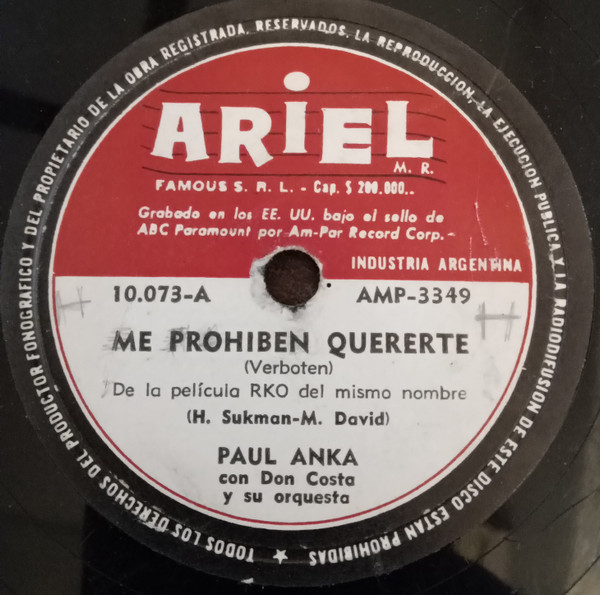 ARIEL
M. R.
FAMOUS S. R. L. - Cap. $ 200.000..
Grabado en los EE. UU. bajo el sello de
ABC Paramount por Am-Par Record Corp. -
INDUSTRIA ARGENTINA
10.073-A AMP-3349
H H
ME PROHIBEN QUERERTE
(Verboten)
De la película RKO del mismo nombre
(H. Sukman-M. David)
PAUL ANKA
con Don Costa
y su orquesta
★ TODOS LOS DERECHOS DEL PRODUCTOR FONOGRAFICO Y DEL PROPIETARIO DE LA OBRA REGISTRADA, RESERVADOS. LA REPRODUCCION, LA EJECUCION PUBLICA Y LA RADIODIFUSION DE ESTE DISCO ESTAN PROHIBIDAS